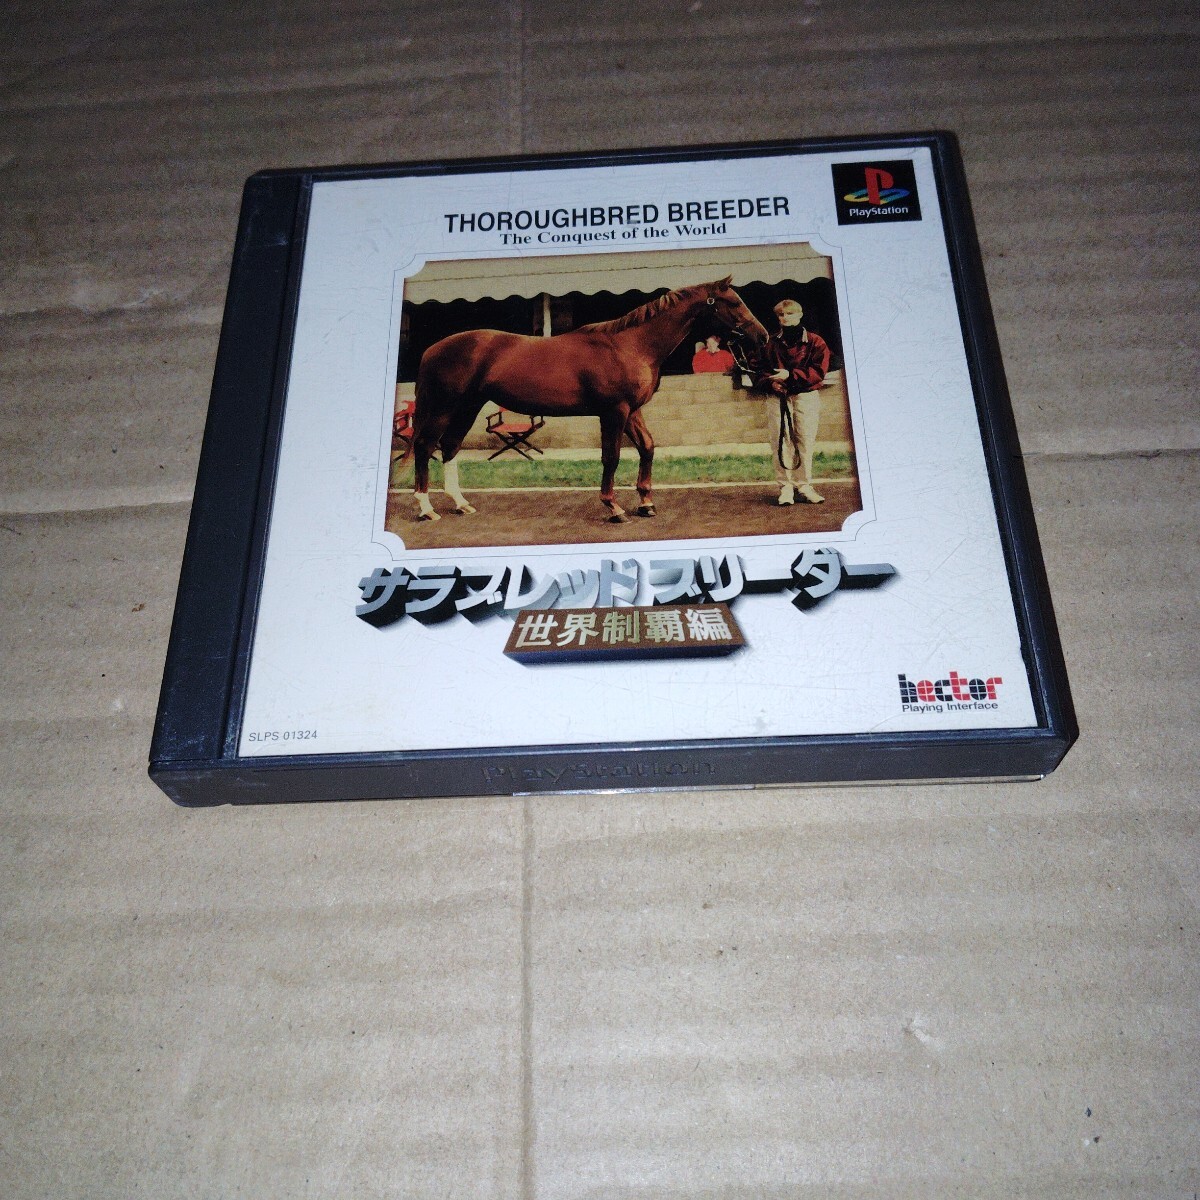 PlayStation
THOROUGHBRED BREEDER
The Conquest of the World
サラブレッドブリーダー
世界制覇編
hector
Playing Interface
SLPS 01324
PlayStation